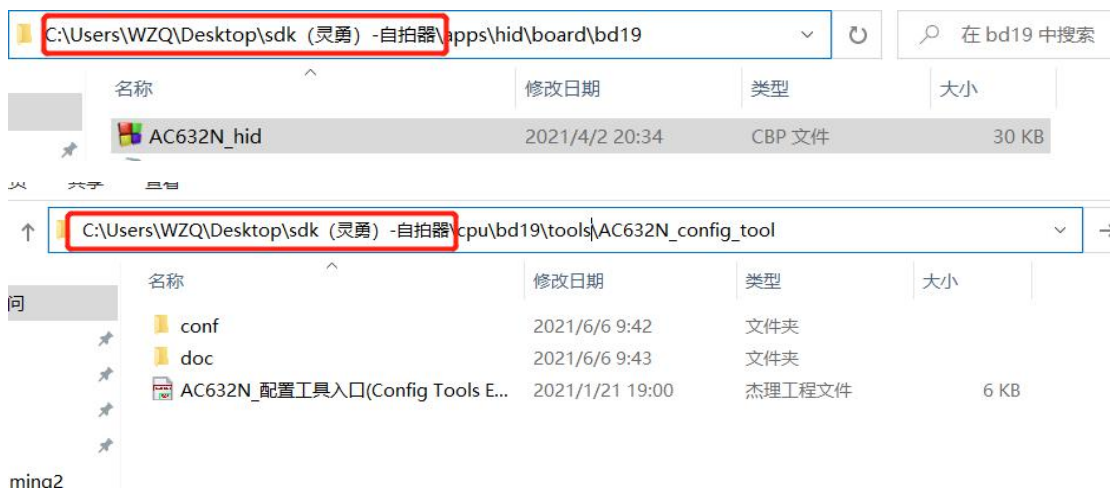 C:\Users\WZQ\Desktop\sdk（灵勇）-自拍器\apps\hid\board\bd19 在 bd19 中搜索
名称 修改日期 类型 大小
AC632N_hid 2021/4/2 20:34 CBP 文件 30 KB
共享 查看
C:\Users\WZQ\Desktop\sdk（灵勇）-自拍器\cpu\bd19\tools\AC632N_config_tool
名称 修改日期 类型 大小
问
conf 2021/6/6 9:42 文件夹
doc 2021/6/6 9:43 文件夹
AC632N_配置工具入口(Config Tools E... 2021/1/21 19:00 杰理工程文件 6 KB
ming2